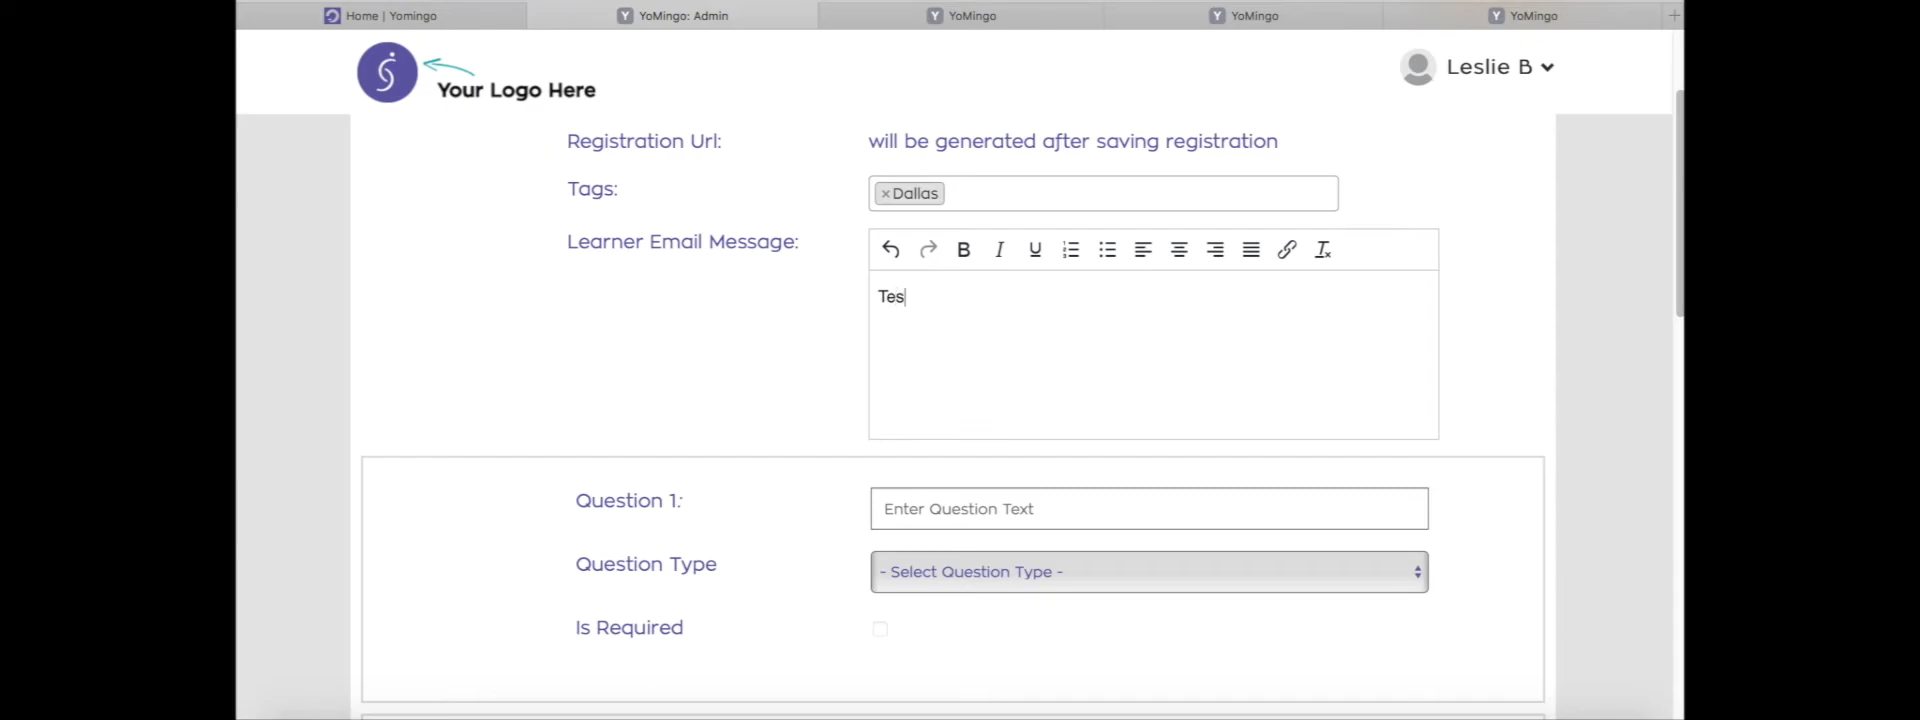 Home | Yomingo
YoMingo: Admin
YoMingo
YoMingo
YoMingo
Your Logo Here
Leslie B
Registration Url:
will be generated after saving registration
Tags:
×Dallas
Learner Email Message:
Tes
Question 1:
Enter Question Text
Question Type
- Select Question Type -
Is Required